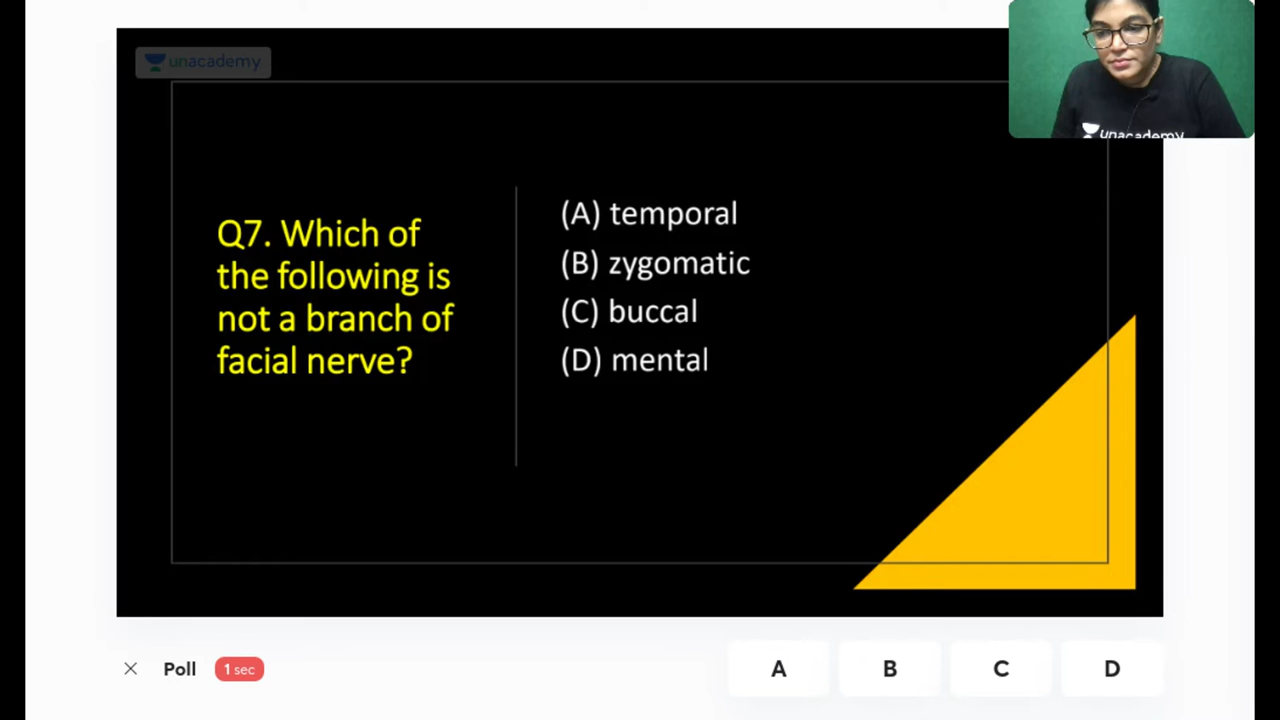 unacademy
unacademy
Q7. Which of
the following is
not a branch of
facial nerve?
(A) temporal
(B) zygomatic
(C) buccal
(D) mental
Poll
1 sec
A
B
C
D